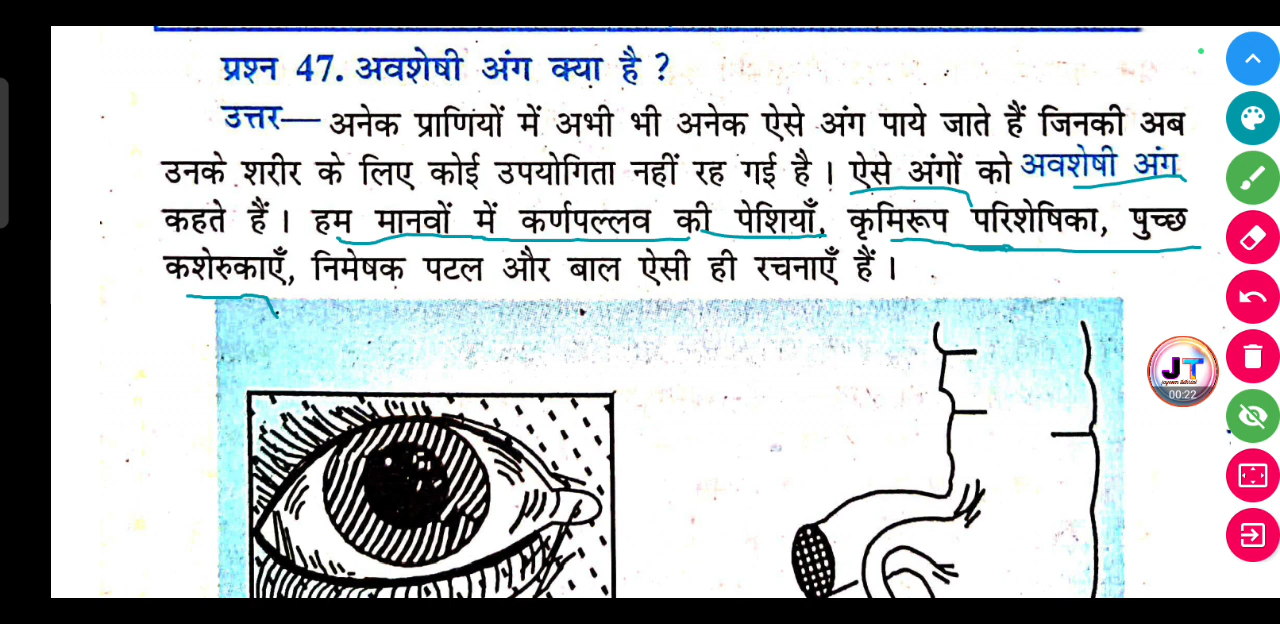 प्रश्न 47. अवशेषी अंग क्या है ?
उत्तर— अनेक प्राणियों में अभी भी अनेक ऐसे अंग पाये जाते हैं जिनकी अब
उनके शरीर के लिए कोई उपयोगिता नहीं रह गई है। ऐसे अंगों को अवशेषी अंग
कहते हैं। हम मानवों में कर्णपल्लव की पेशियाँ, कृमिरूप परिशेषिका, पुच्छ
कशेरुकाएँ, निमेषक पटल और बाल ऐसी ही रचनाएँ हैं।
JT
00:22